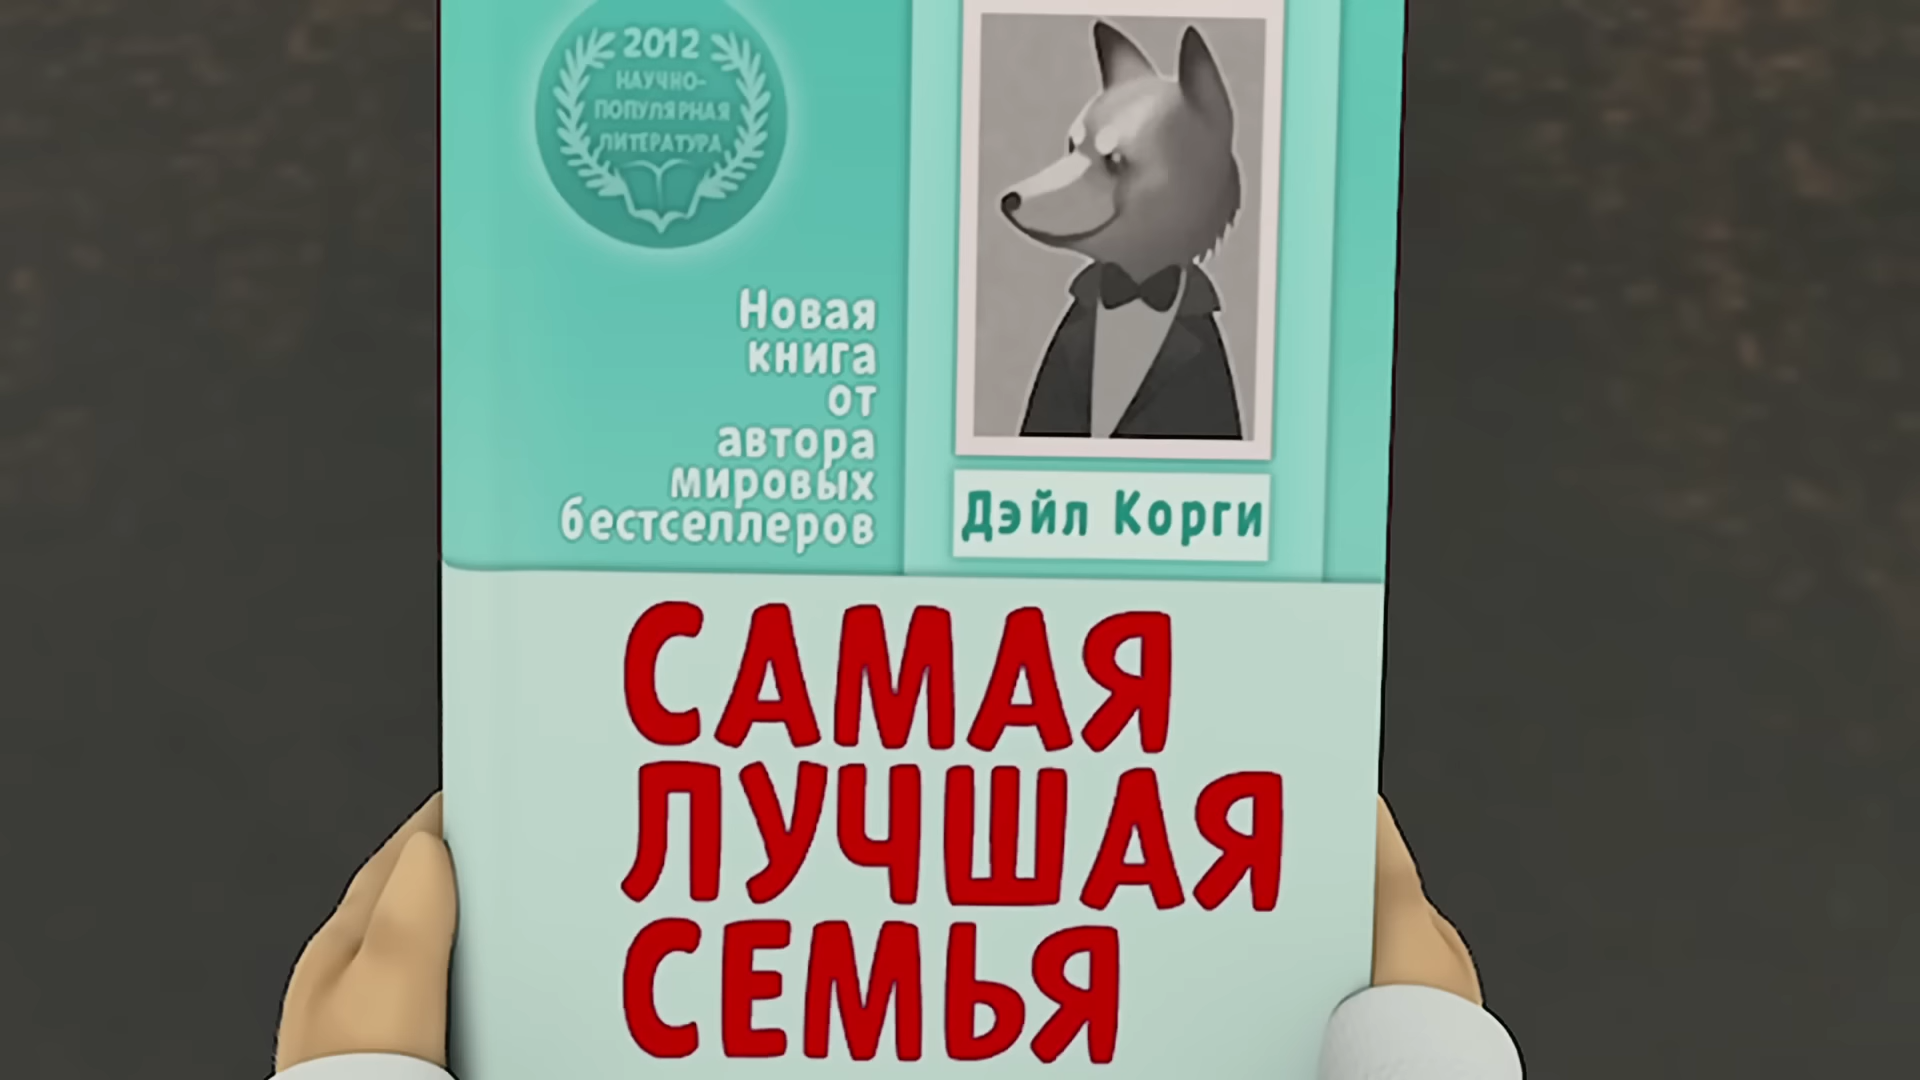 2012
НАУЧНО-
ПОПУЛЯРНАЯ
ЛИТЕРАТУРА
Новая
книга
от
автора
мировых
бестселлеров
Дэйл Корги
САМАЯ
ЛУЧШАЯ
СЕМЬЯ